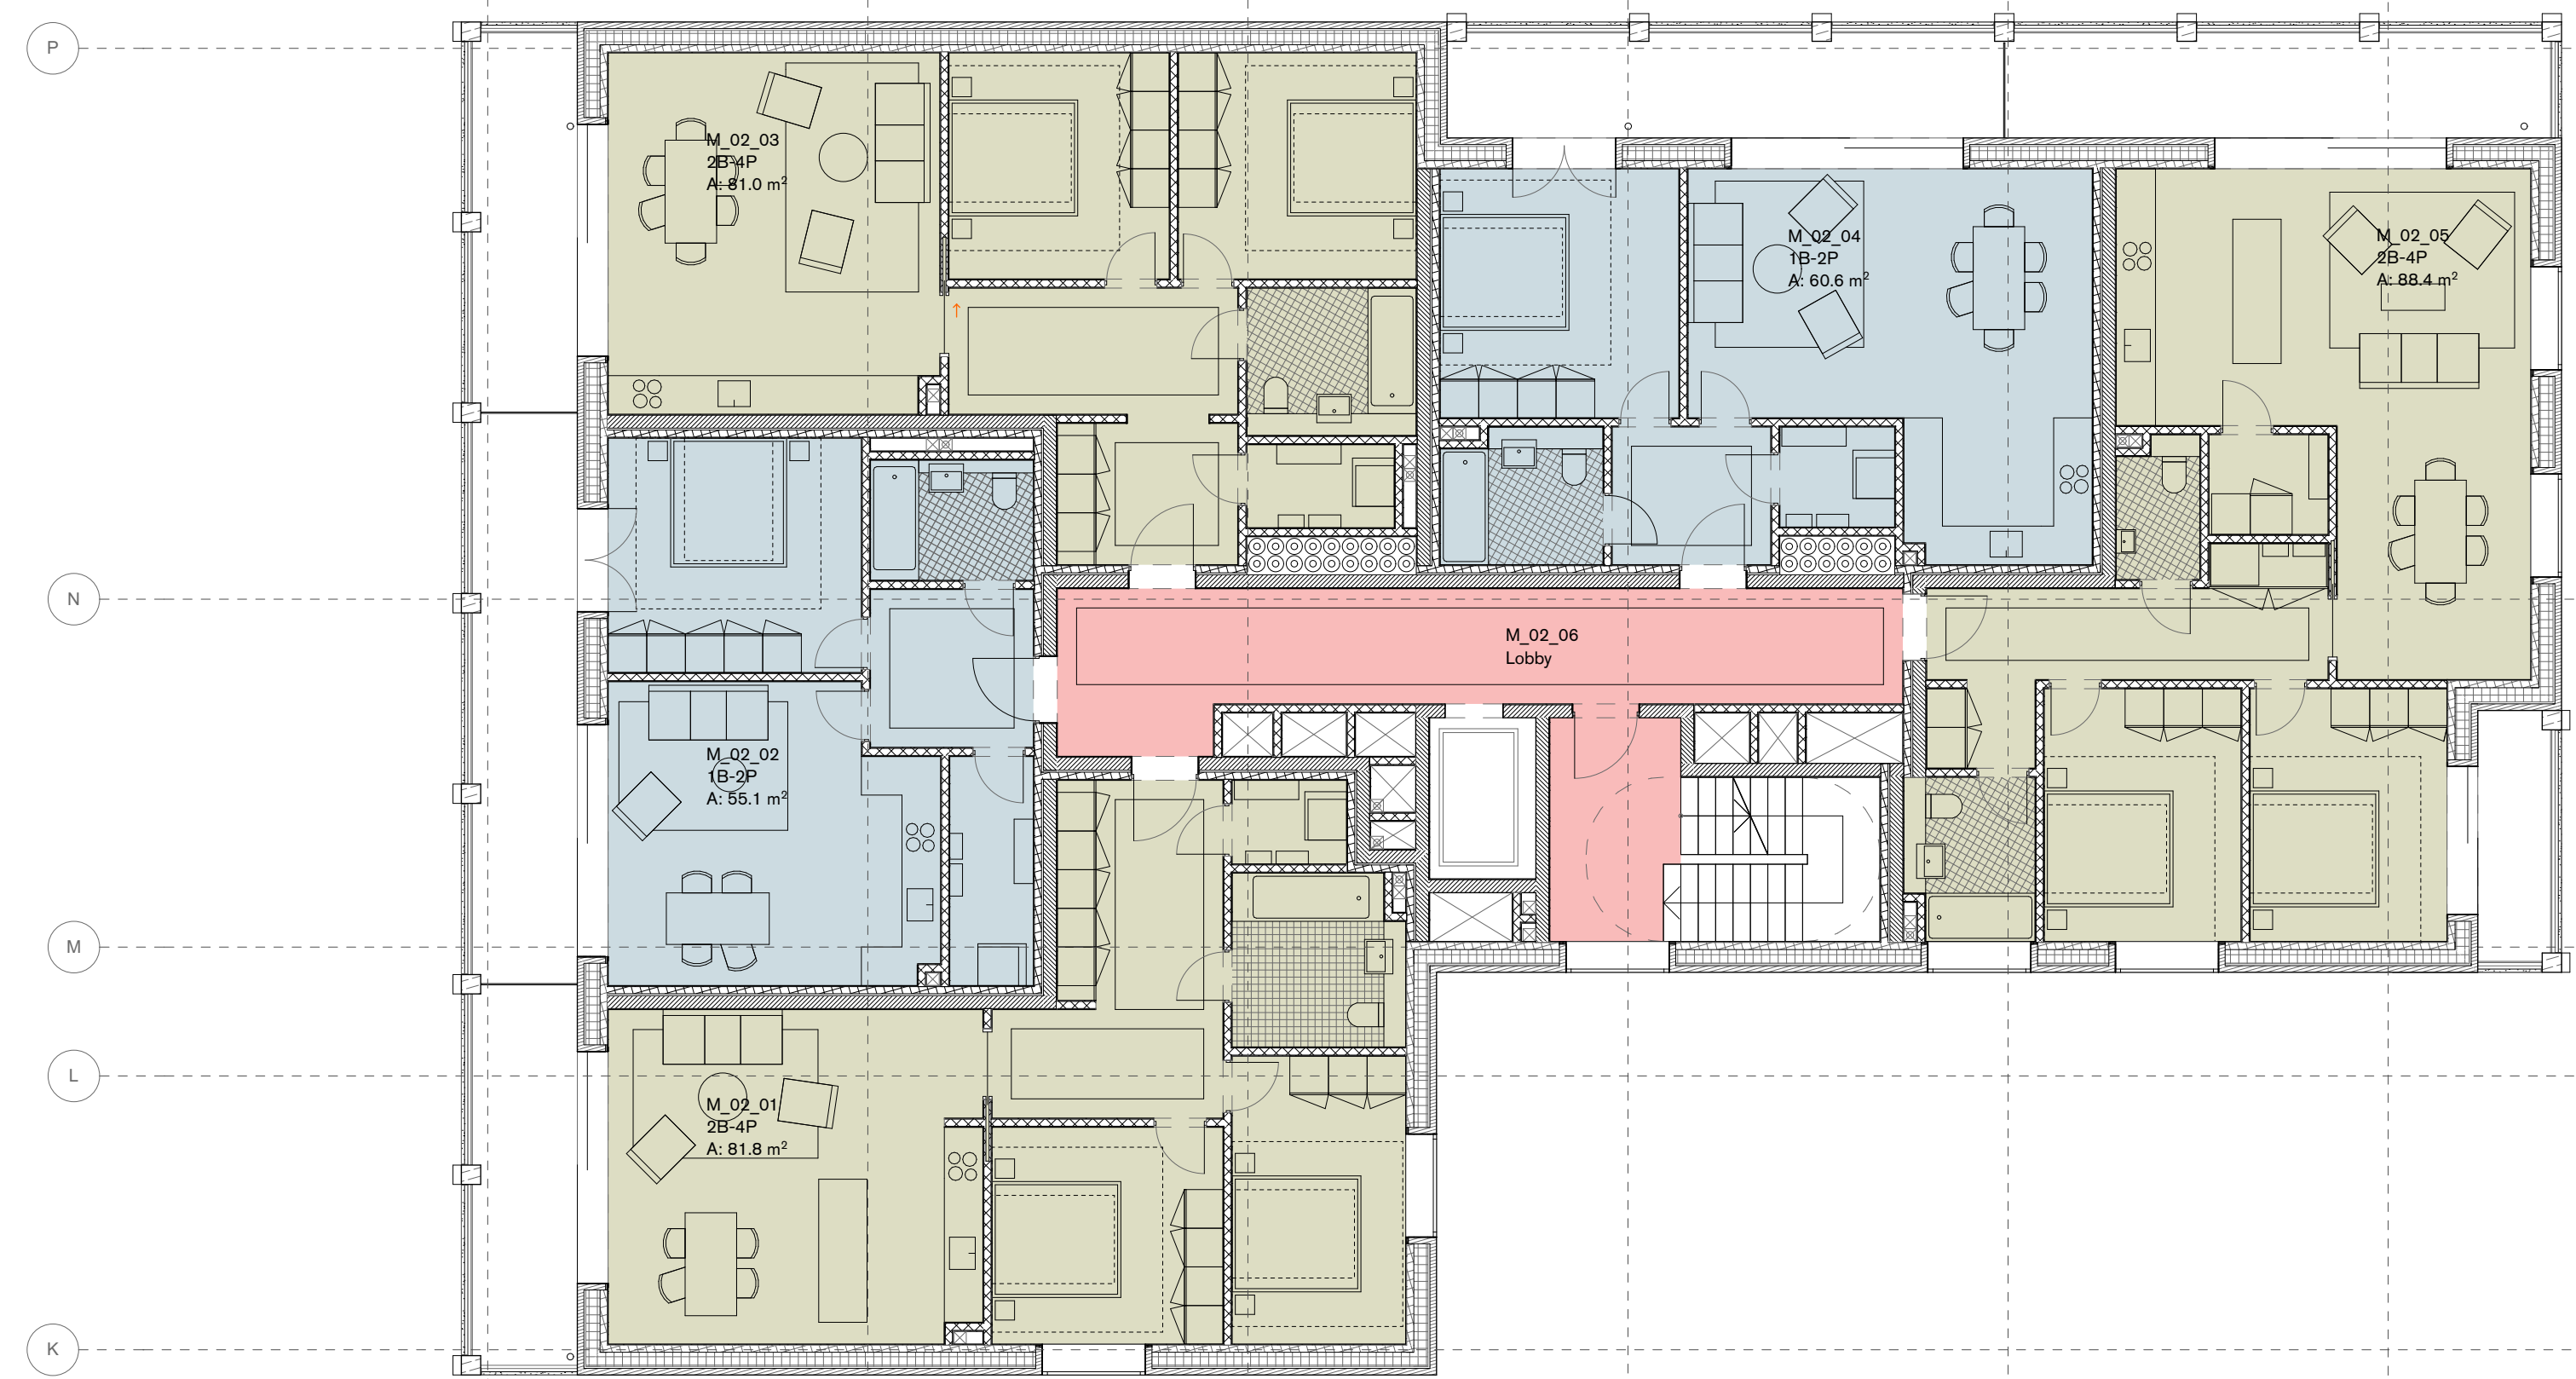 P
M_02_03
2B-4P
A: 81.0 m²
M_02_04
1B-2P
A: 60.6 m²
M_02_05
2B-4P
A: 88.4 m²
N
M_02_06
Lobby
M_02_02
1B-2P
A: 55.1 m²
M
L
M_02_01
2B-4P
A: 81.8 m²
K